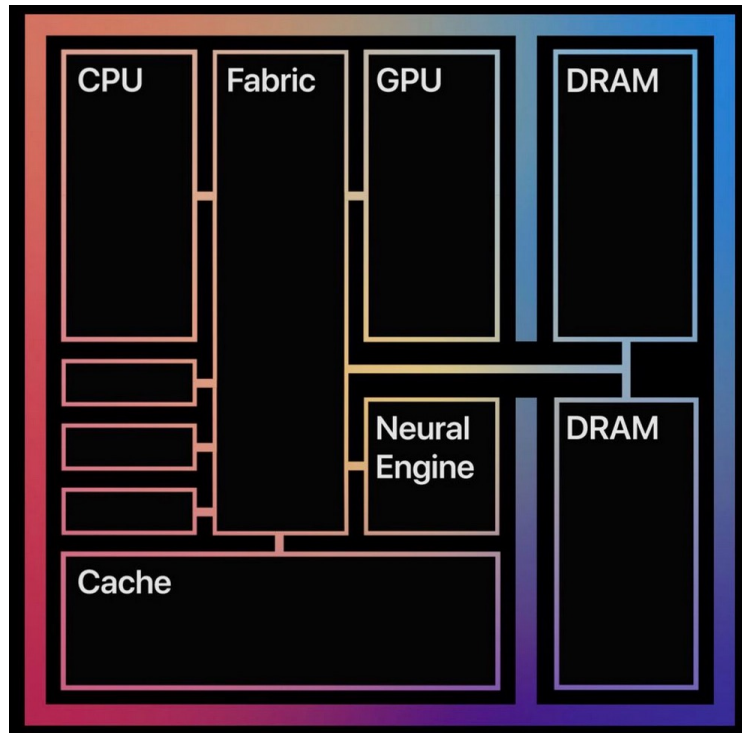 CPU
Fabric
GPU
DRAM
Neural
Engine
DRAM
Cache